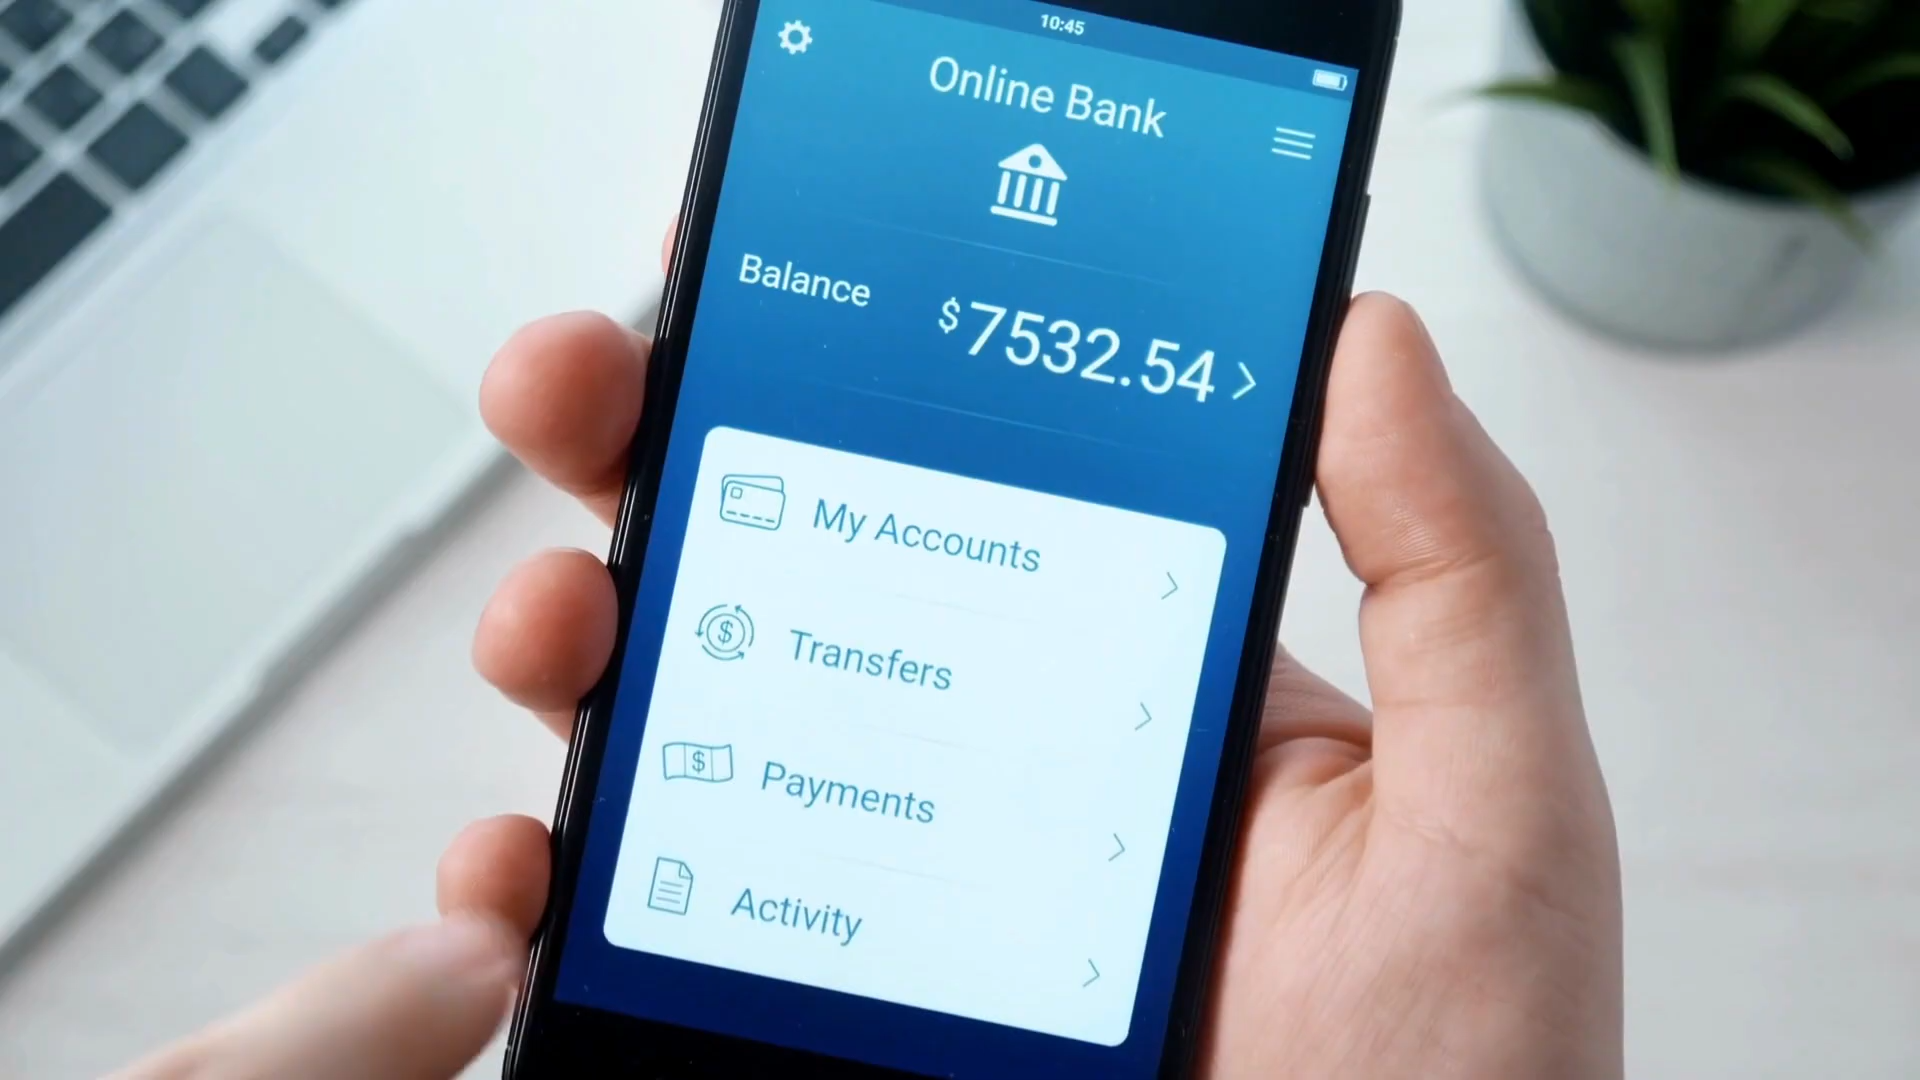 10:45
Online Bank
Balance
$7532.54
My Accounts
Transfers
Payments
Activity